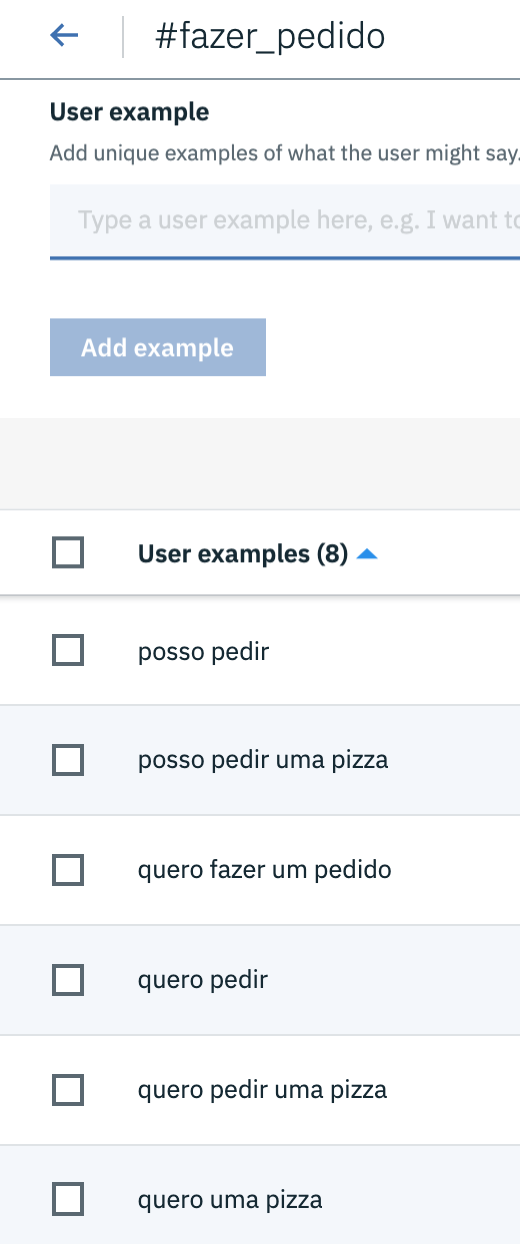 #fazer_pedido
User example
Add unique examples of what the user might say.
Type a user example here, e.g. I want
Add example
User examples (8)
posso pedir
posso pedir uma pizza
quero fazer um pedido
quero pedir
quero pedir uma pizza
quero uma pizza